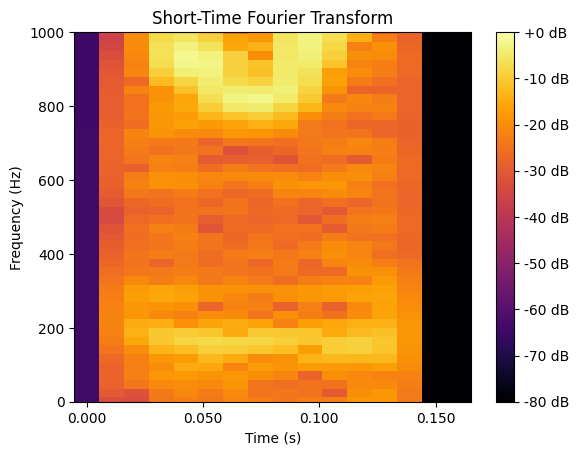 Short-Time Fourier Transform
1000
800
600
400
200
0
Frequency (Hz)
0.000
0.050
0.100
0.150
Time (s)
+0 dB
-10 dB
-20 dB
-30 dB
-40 dB
-50 dB
-60 dB
-70 dB
-80 dB